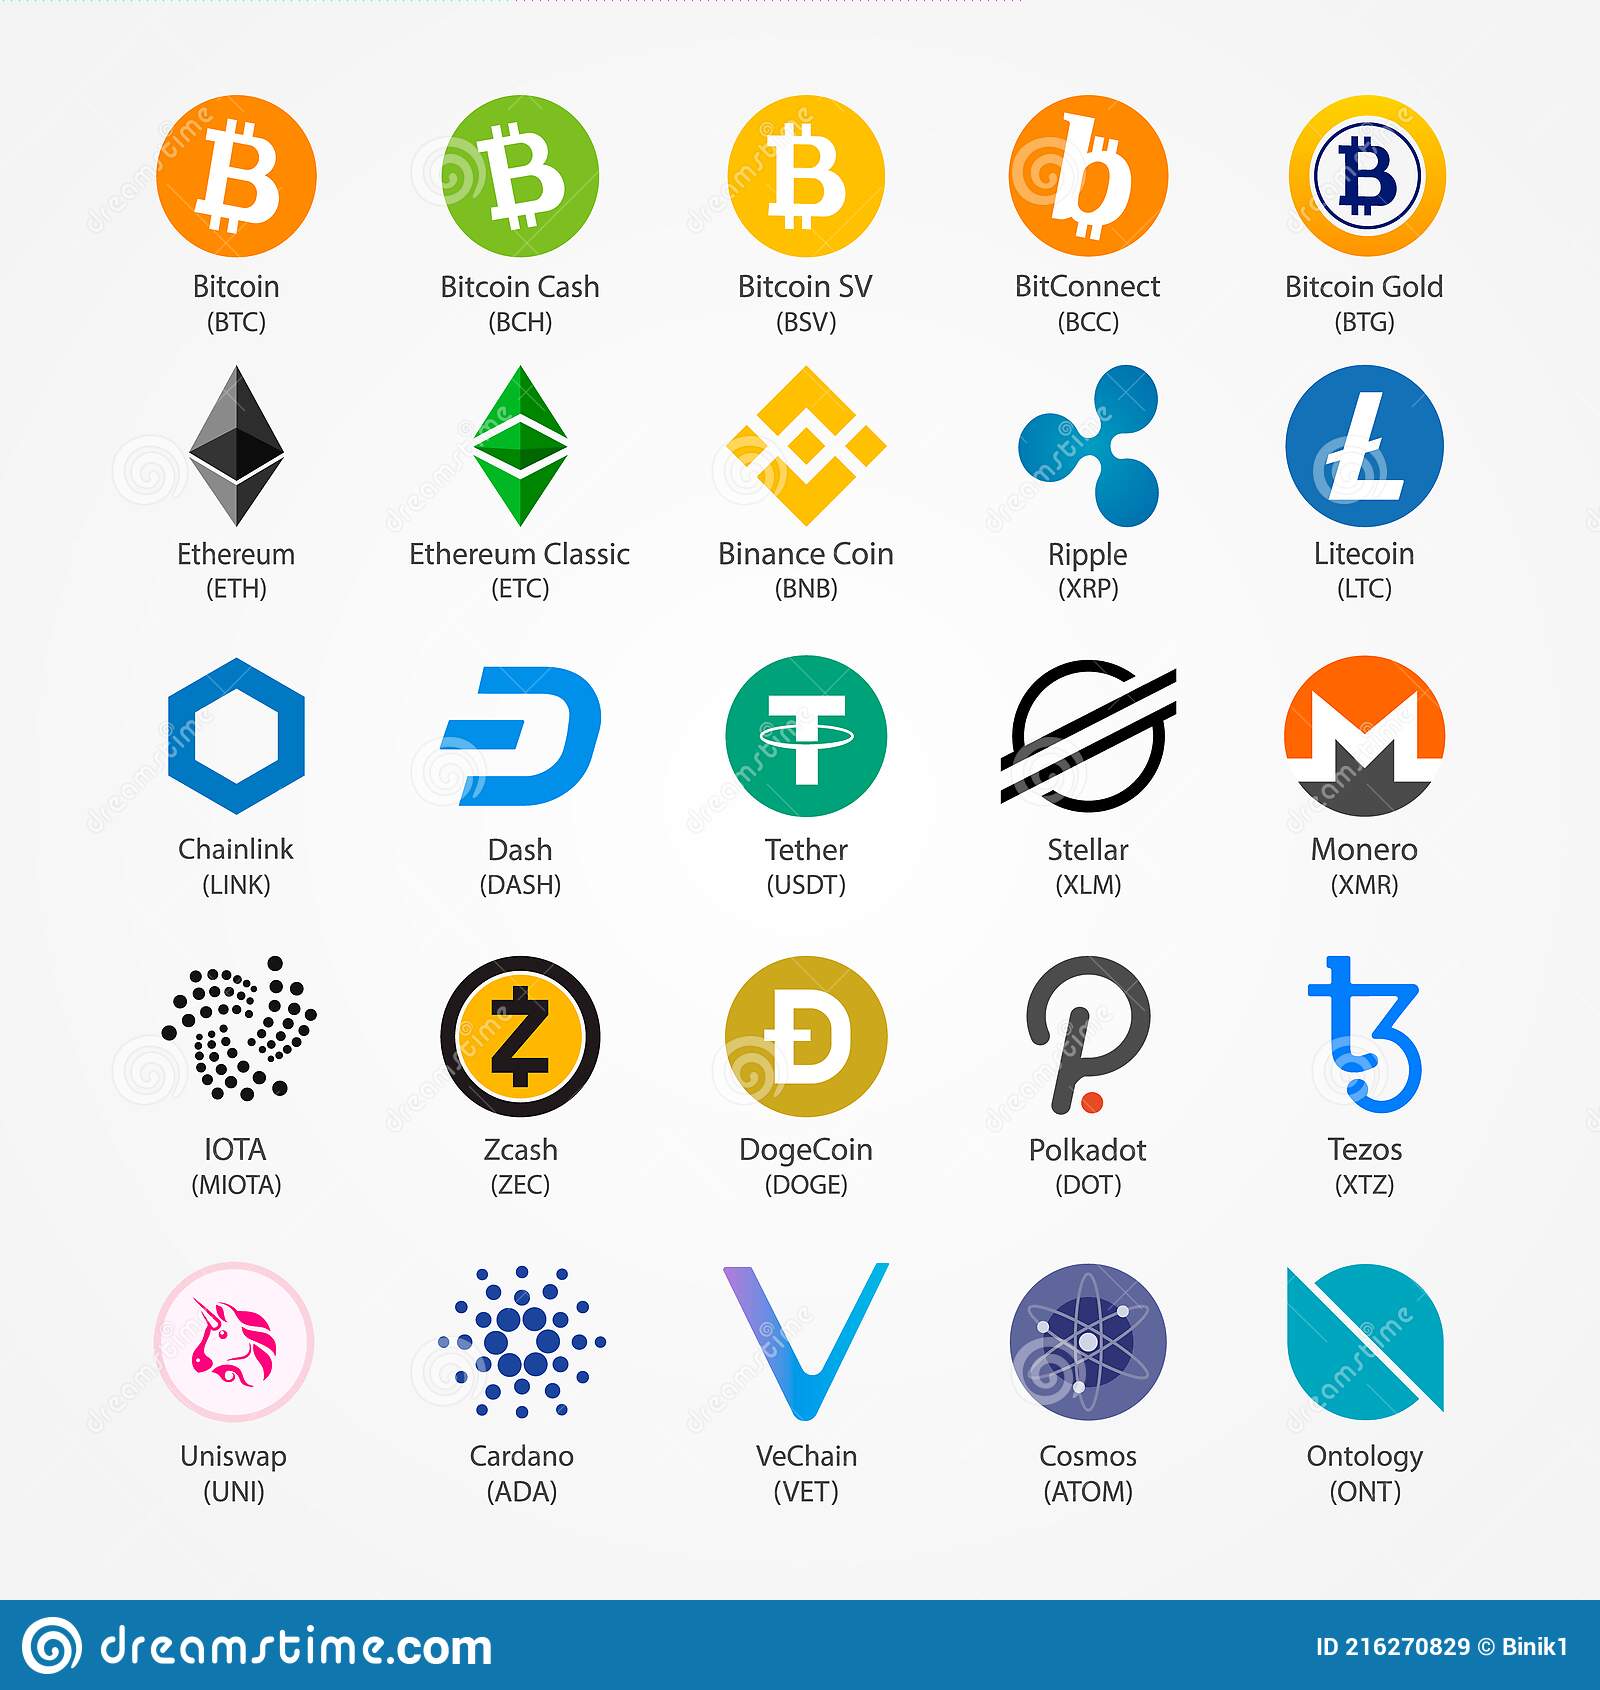 Bitcoin
(BTC)
Bitcoin Cash
(BCH)
Bitcoin SV
(BSV)
BitConnect
(BCC)
Bitcoin Gold
(BTG)
Ethereum
(ETH)
Ethereum Classic
(ETC)
Binance Coin
(BNB)
Ripple
(XRP)
Litecoin
(LTC)
Chainlink
(LINK)
Dash
(DASH)
Tether
(USDT)
Stellar
(XLM)
Monero
(XMR)
IOTA
(MIOTA)
Zcash
(ZEC)
DogeCoin
(DOGE)
Polkadot
(DOT)
Tezos
(XTZ)
Uniswap
(UNI)
Cardano
(ADA)
VeChain
(VET)
Cosmos
(ATOM)
Ontology
(ONT)
dreamstime.com
ID 216270829 © Binik1